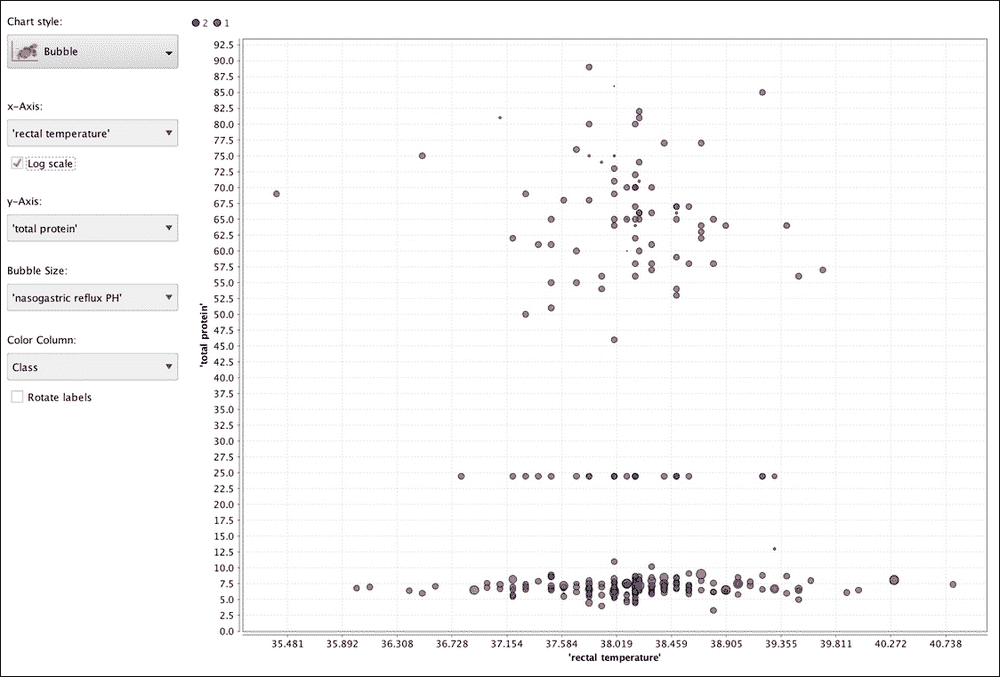 Chart style:
Bubble
x-Axis:
'rectal temperature'
Log scale
y-Axis:
'total protein'
Bubble Size:
'nasogastric reflux PH'
Color Column:
Class
Rotate labels
2 1
92.5
90.0
87.5
85.0
82.5
80.0
77.5
75.0
72.5
70.0
67.5
65.0
62.5
60.0
57.5
55.0
52.5
50.0
47.5
45.0
42.5
40.0
37.5
35.0
32.5
30.0
27.5
25.0
22.5
20.0
17.5
15.0
12.5
10.0
7.5
5.0
2.5
0.0
'total protein'
35.481 35.892 36.308 36.728 37.154 37.584 38.019 38.459 38.905 39.355 39.811 40.272 40.738
'rectal temperature'